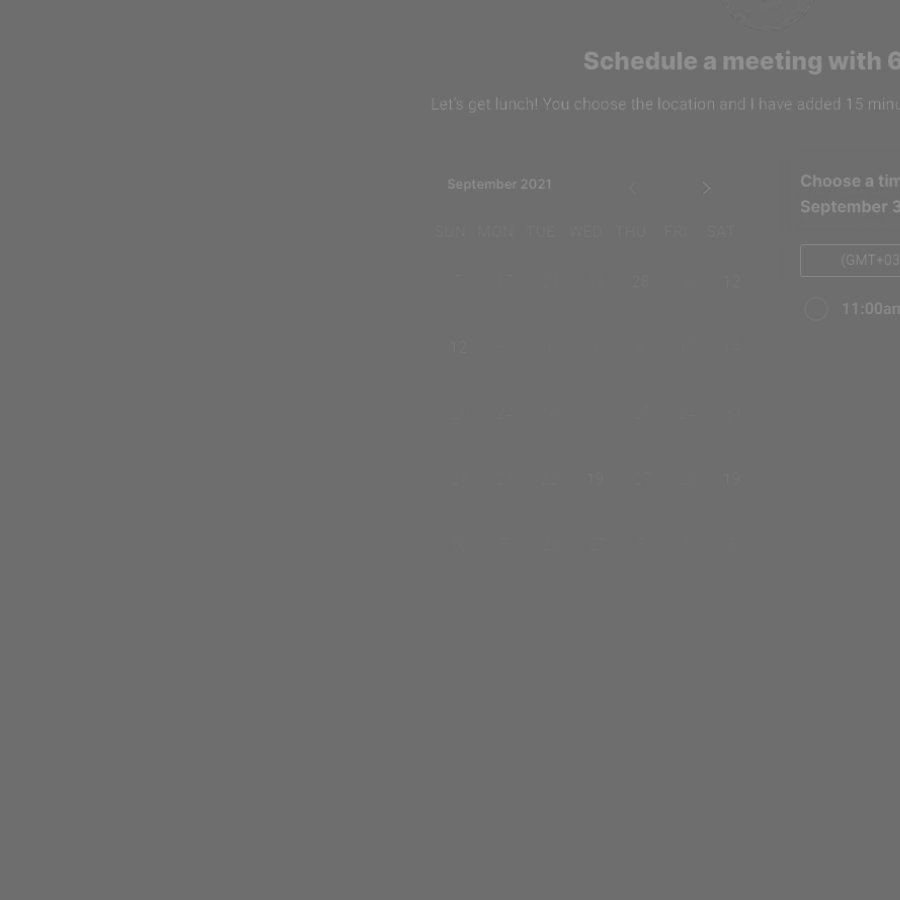 Schedule a meeting with 6
Let's get lunch! You choose the location and I have added 15 minu
September 2021
SUN MON TUE WED THU FRI SAT
28 12
12
19 19
Choose a tim
September 3
(GMT+03
11:00am